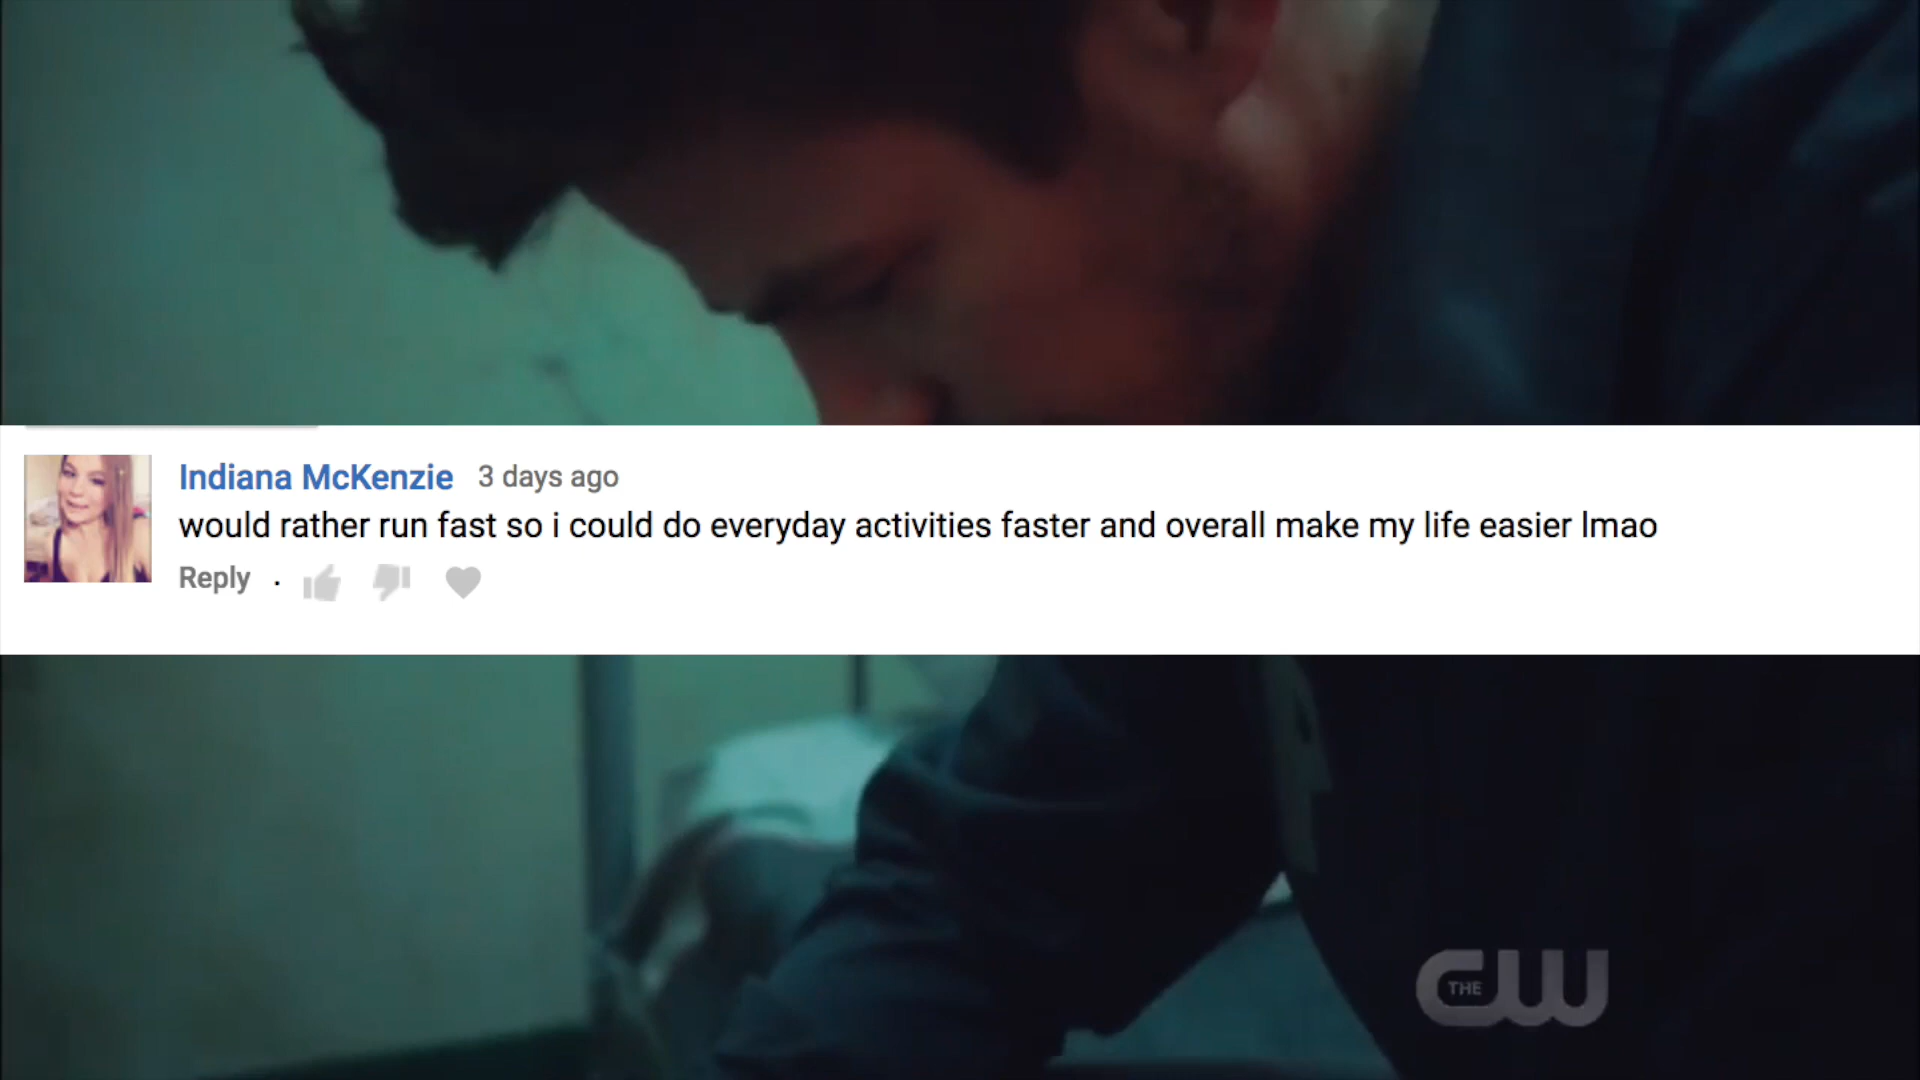 Indiana McKenzie 3 days ago
would rather run fast so i could do everyday activities faster and overall make my life easier lmao
Reply .
THE CW